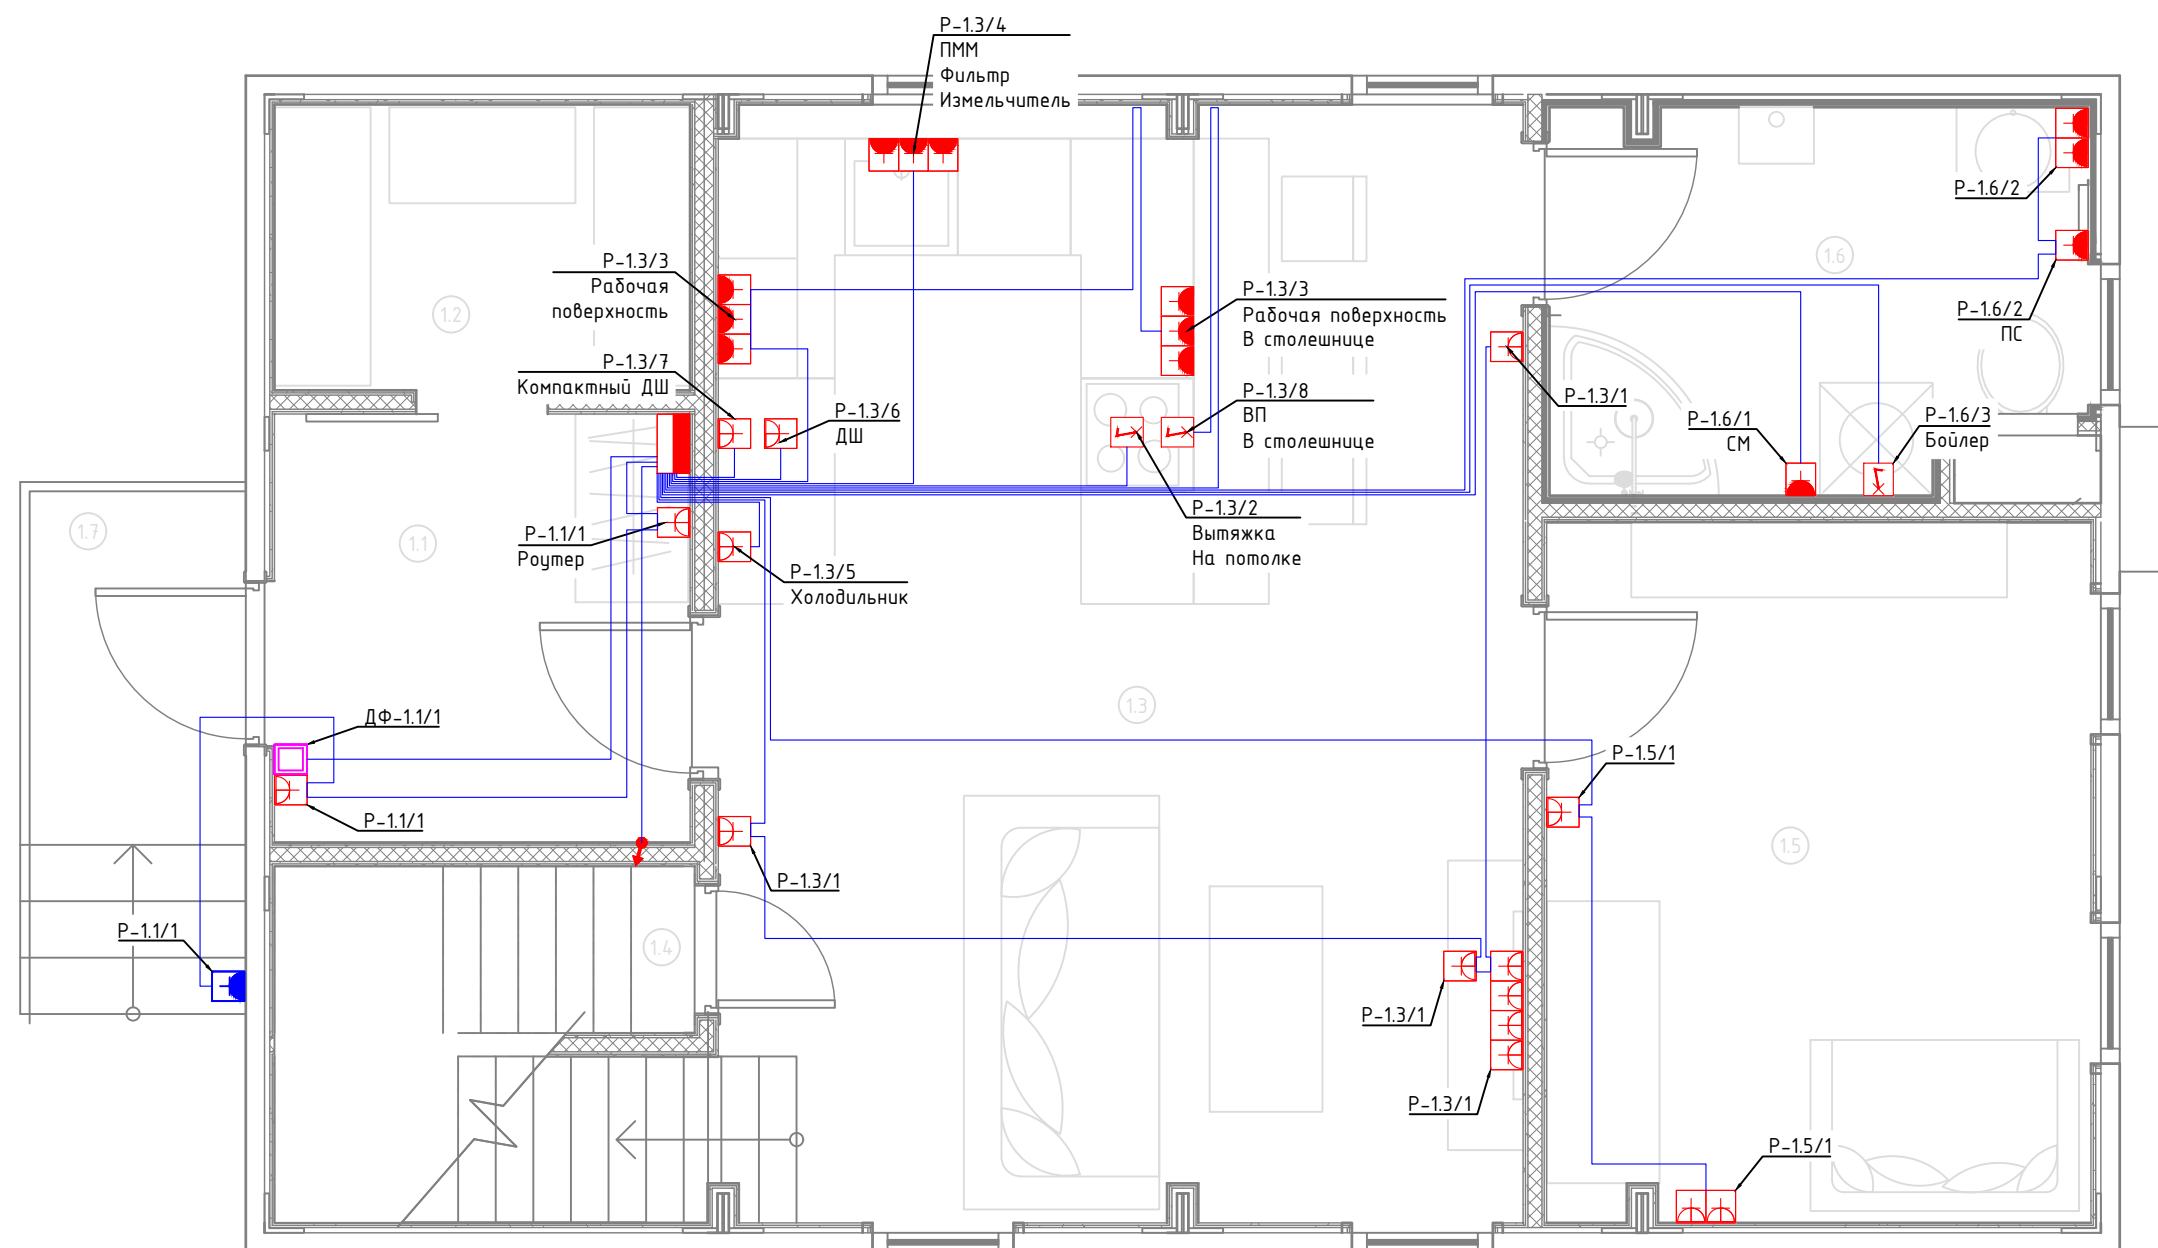 Р-1.3/4
ПММ
Фильтр
Измельчитель
Р-1.6/2
1.6
Р-1.3/3
Рабочая
поверхность
1.2
Р-1.3/3
Рабочая поверхность
В столешнице
Р-1.6/2
ПС
Р-1.3/7
Компактный ДШ
Р-1.3/6
ДШ
Р-1.3/8
ВП
В столешнице
Р-1.3/1
Р-1.6/1
СМ
Р-1.6/3
Бойлер
1.7
1.1
Р-1.1/1
Роутер
Р-1.3/2
Вытяжка
На потолке
Р-1.3/5
Холодильник
1.3
ДФ-1.1/1
Р-1.1/1
Р-1.5/1
1.5
Р-1.3/1
Р-1.1/1
1.4
Р-1.3/1
Р-1.3/1
Р-1.5/1